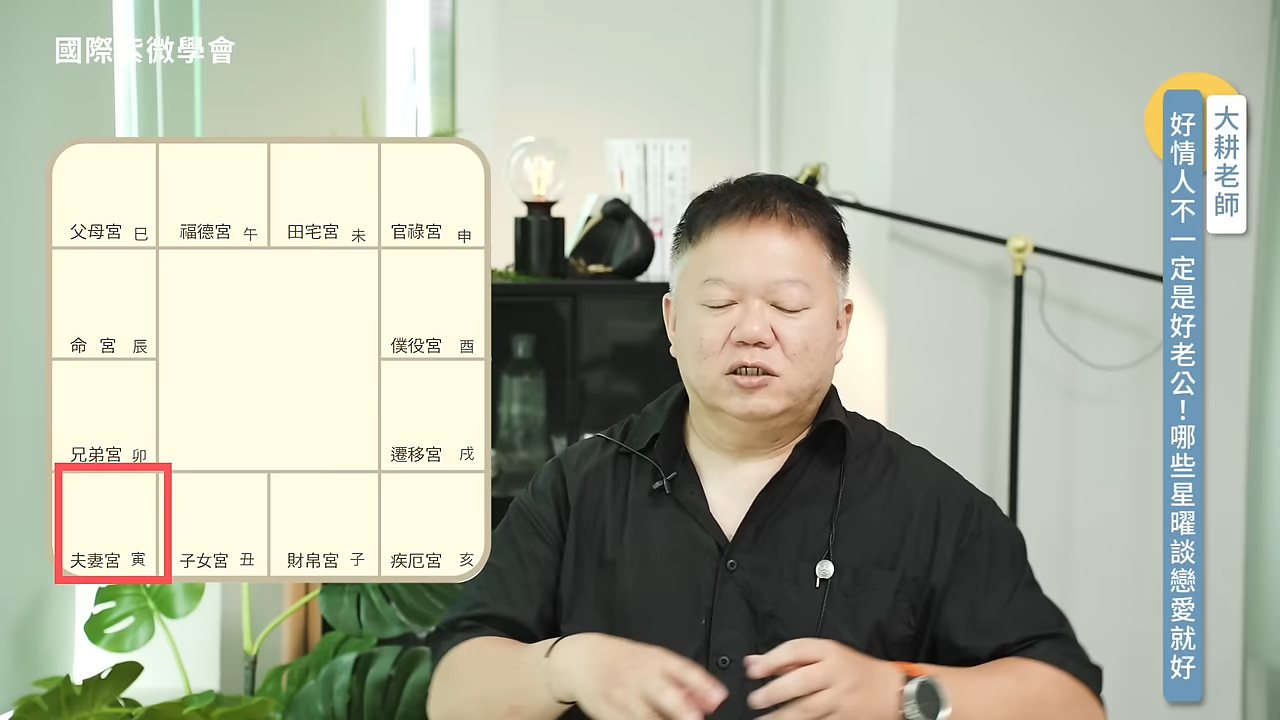 國際紫微學會
父母宮 巳
福德宮 午
田宅宮 未
官祿宮 申
命宮 辰
僕役宮 酉
兄弟宮 卯
遷移宮 戌
夫妻宮 寅
子女宮 丑
財帛宮 子
疾厄宮 亥
大耕老師
好情人不一定是好老公！哪些星曜談戀愛就好